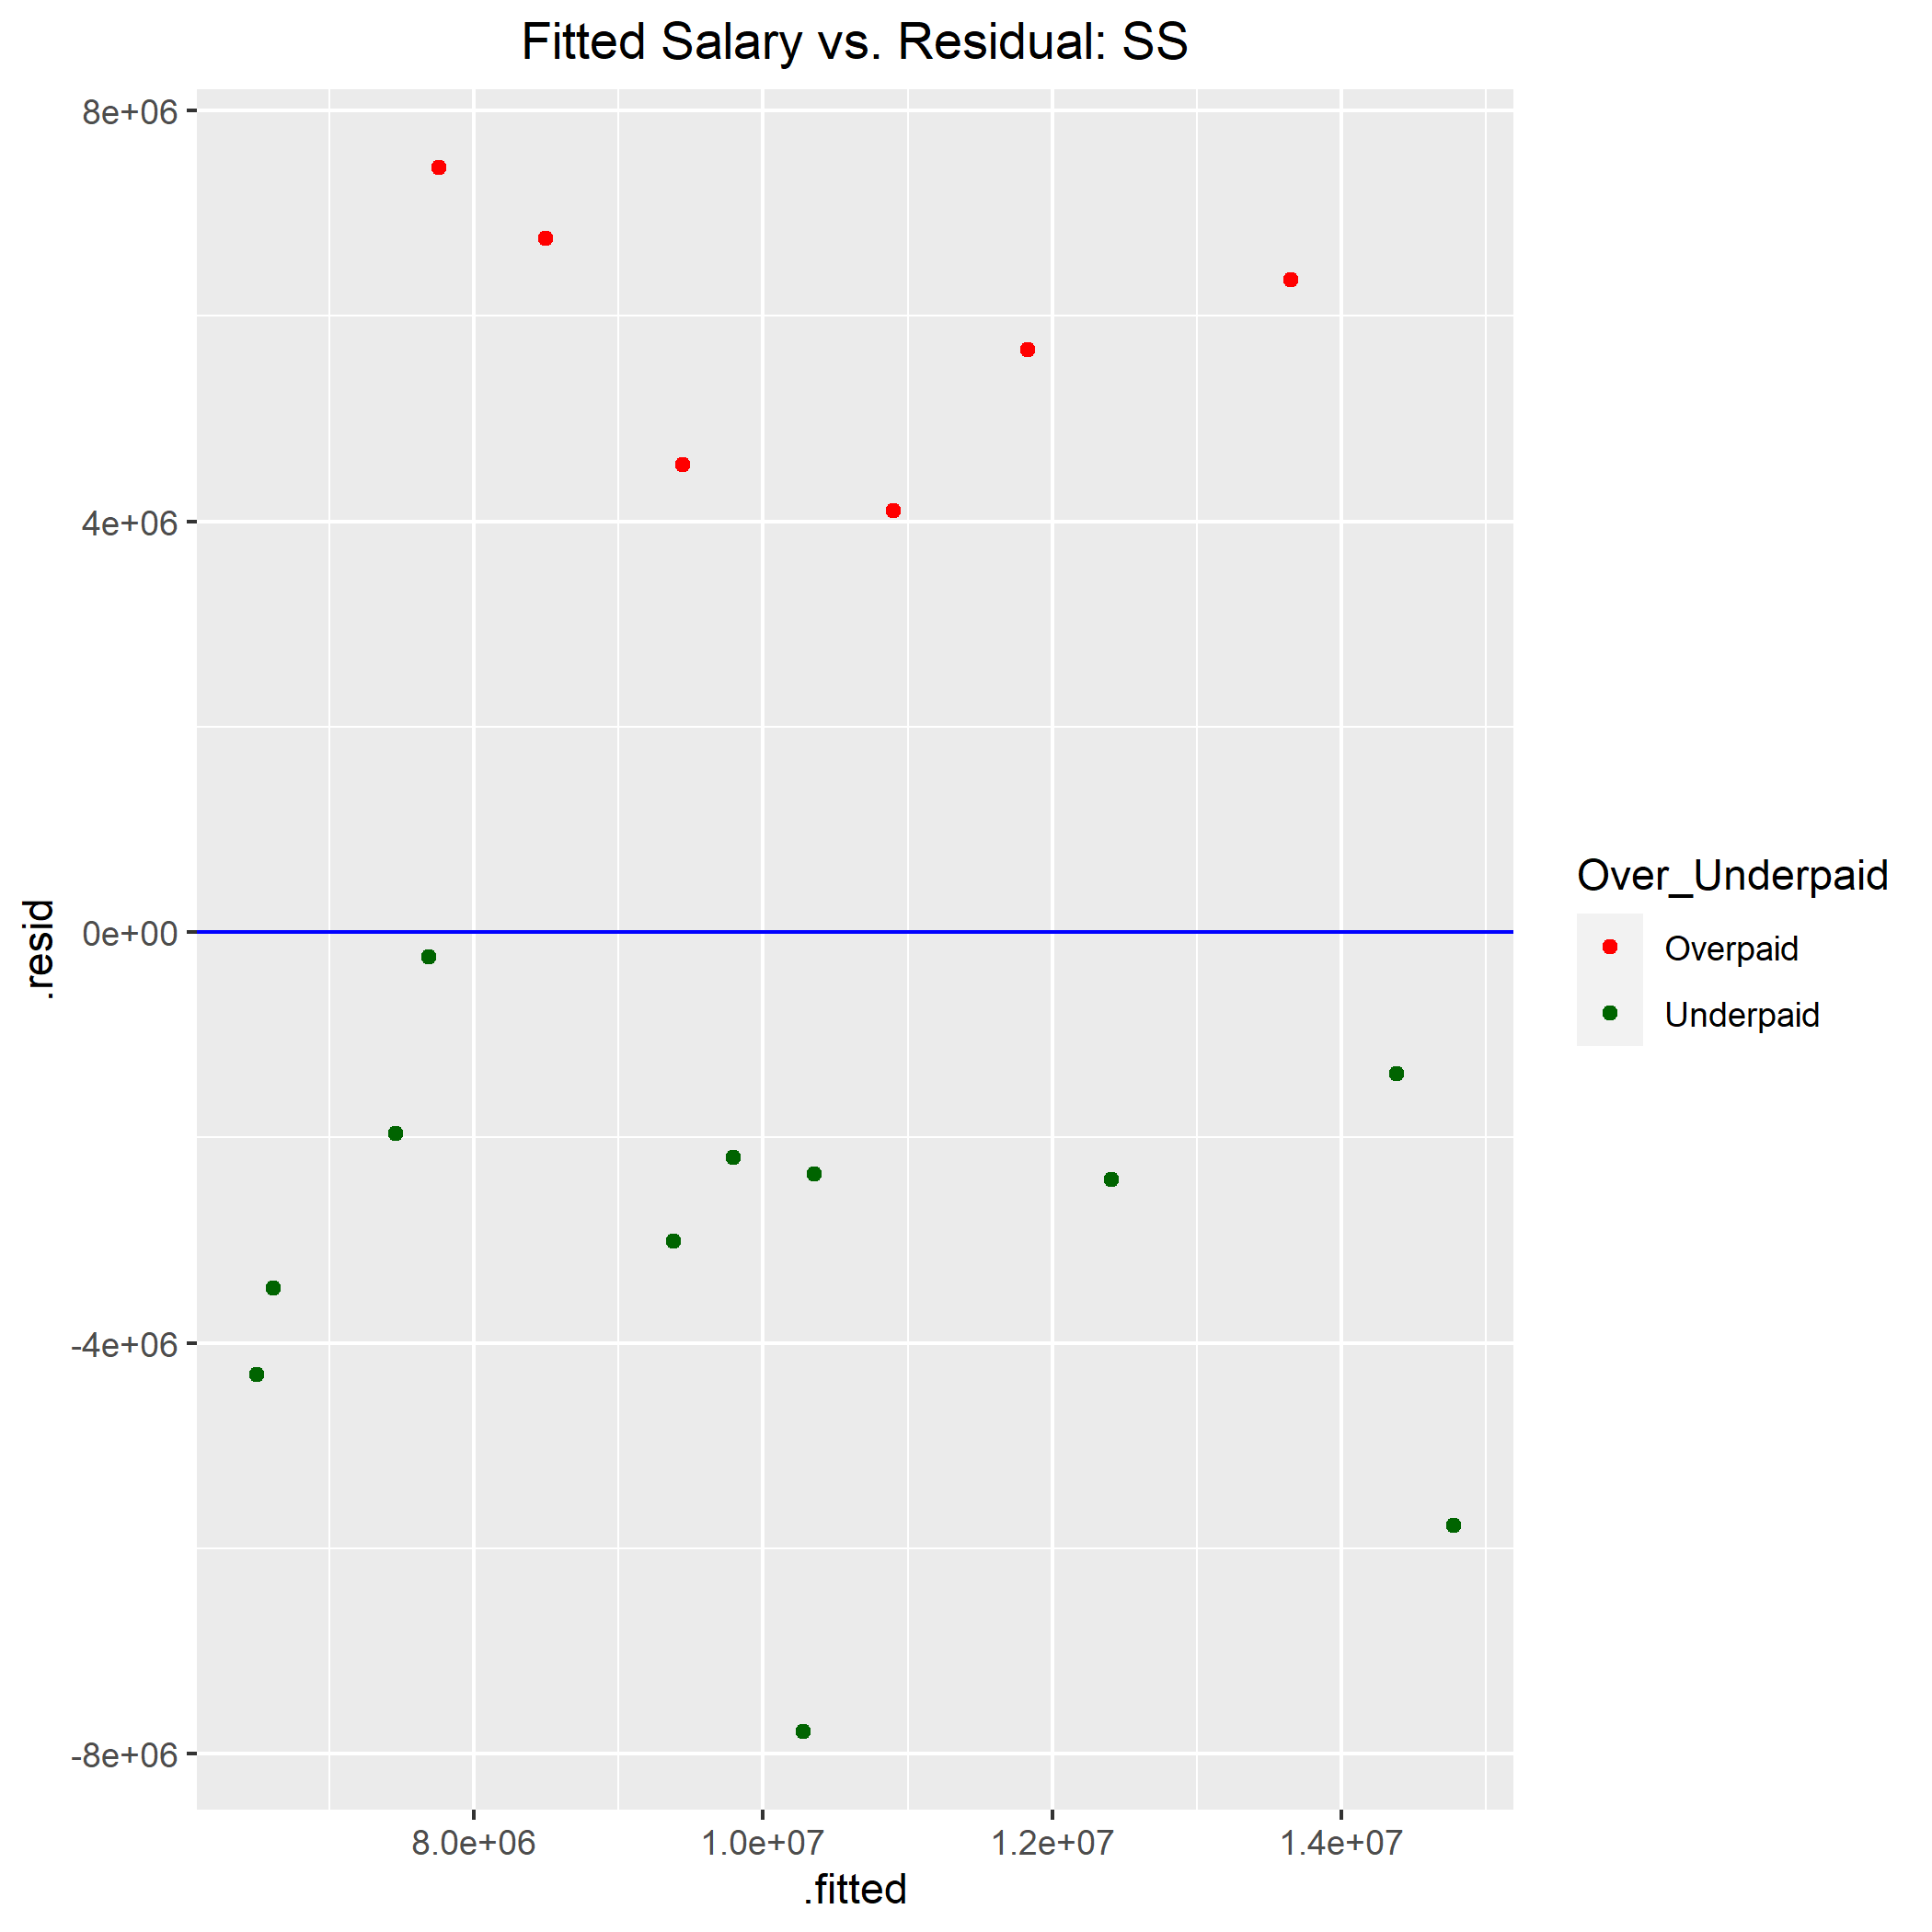 Fitted Salary vs. Residual: SS
8e+06
4e+06
0e+00
-4e+06
-8e+06
.resid
8.0e+06 1.0e+07 1.2e+07 1.4e+07
.fitted
Over_Underpaid
Overpaid
Underpaid